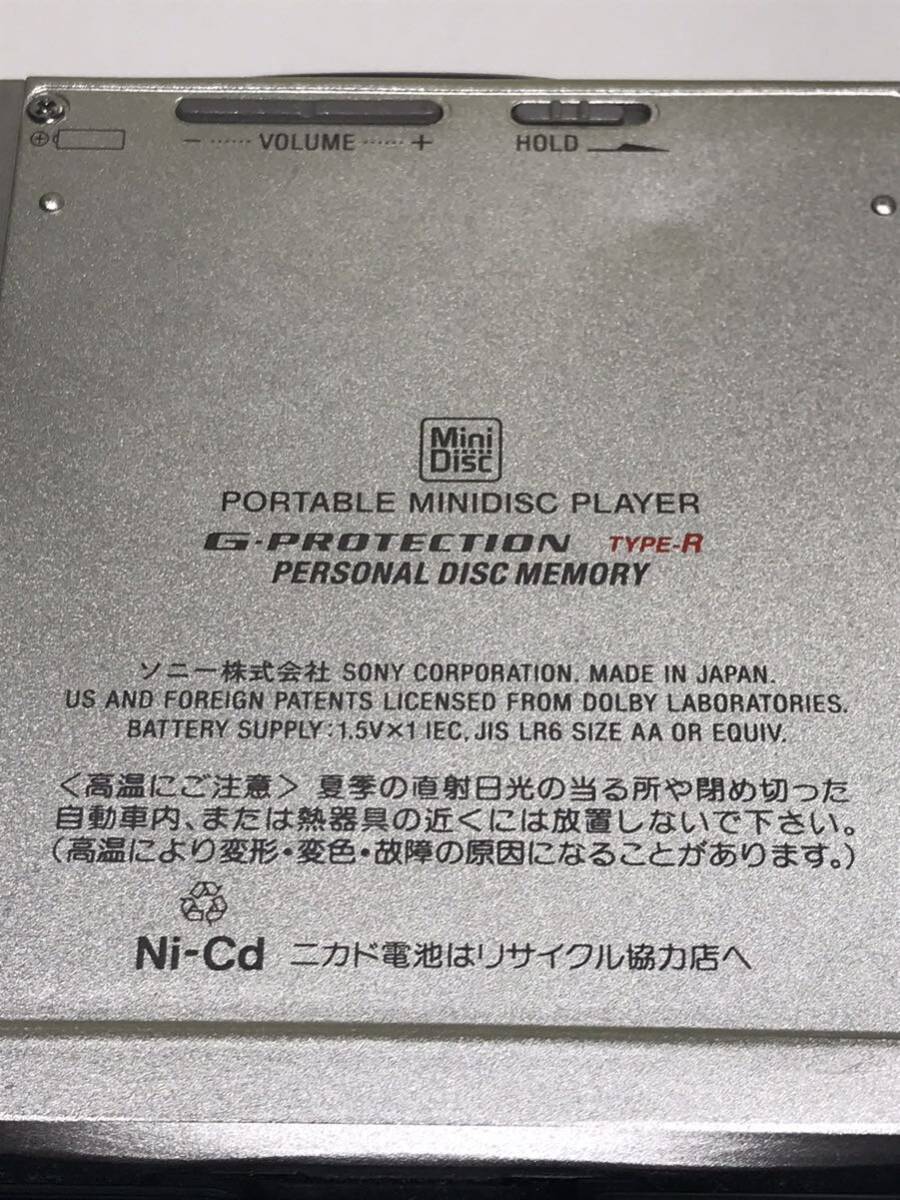 − ······ VOLUME ······ +
HOLD
⊕
Mini
Disc
PORTABLE MINIDISC PLAYER
G-PROTECTION TYPE-R
PERSONAL DISC MEMORY
ソニー株式会社 SONY CORPORATION. MADE IN JAPAN.
US AND FOREIGN PATENTS LICENSED FROM DOLBY LABORATORIES.
BATTERY SUPPLY:1.5V×1 IEC, JIS LR6 SIZE AA OR EQUIV.
<高温にご注意> 夏季の直射日光の当る所や閉め切った
自動車内、または熱器具の近くには放置しないで下さい。
(高温により変形・変色・故障の原因になることがあります。)
Ni-Cd ニカド電池はリサイクル協力店へ